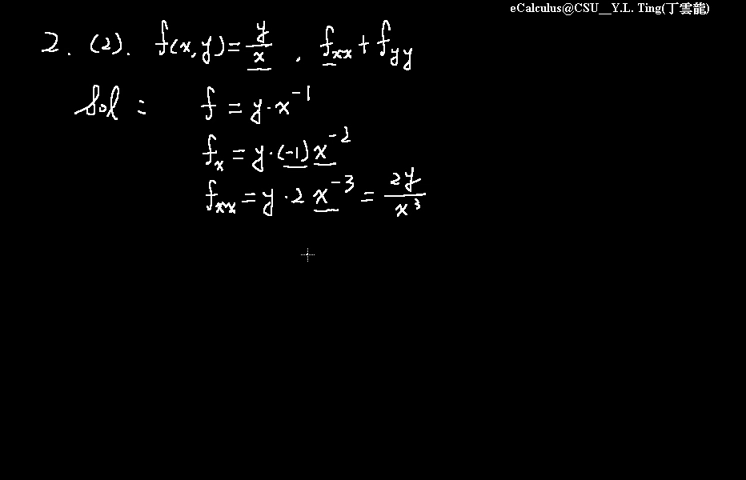 eCalculus@CSU__Y.L. Ting(丁雲龍)
2. (2). f(x,y)=y/x , fxx+fyy
Sol: f = y·x⁻¹
fx = y·(-1)x⁻²
fxx = y·2x⁻³ = 2y/x³